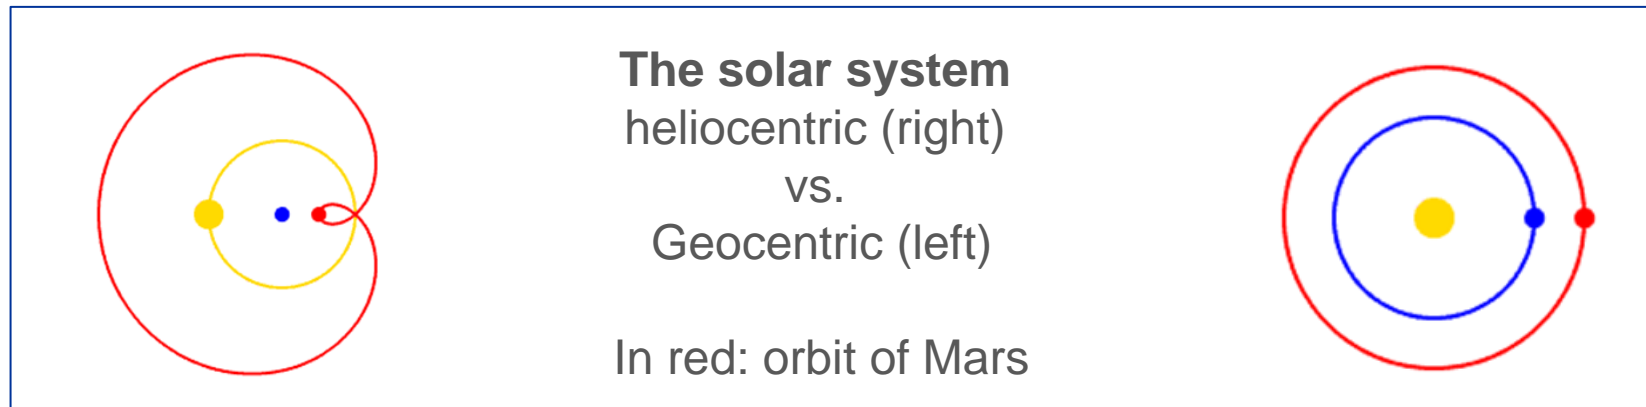 The solar system
heliocentric (right)
vs.
Geocentric (left)
In red: orbit of Mars